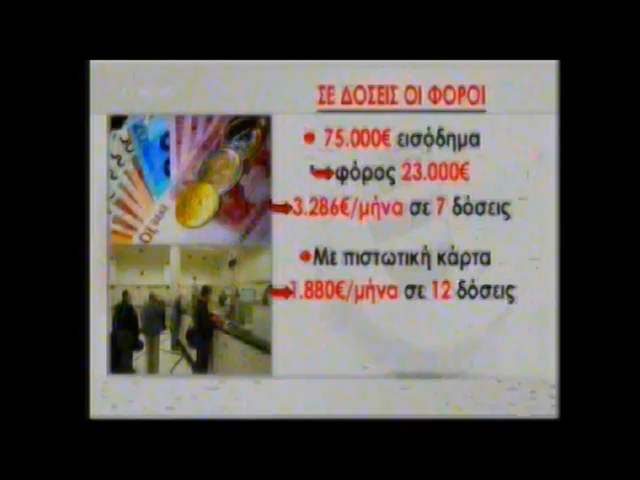 ΣΕ ΔΟΣΕΙΣ ΟΙ ΦΟΡΟΙ
75.000€ εισόδημα
φόρος 23.000€
3.286€/μήνα σε 7 δόσεις
Με πιστωτική κάρτα
1.880€/μήνα σε 12 δόσεις